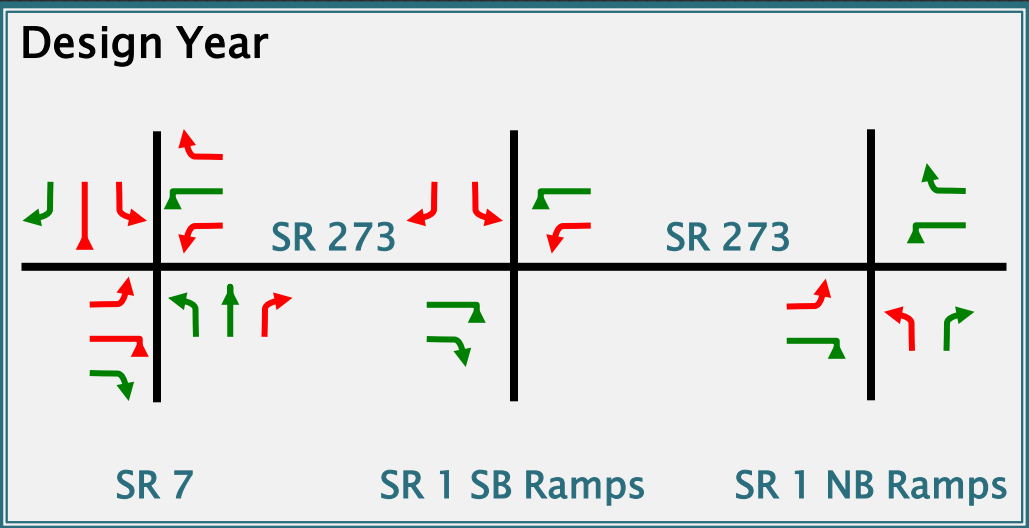 Design Year
SR 273
SR 273
SR 7
SR 1 SB Ramps
SR 1 NB Ramps